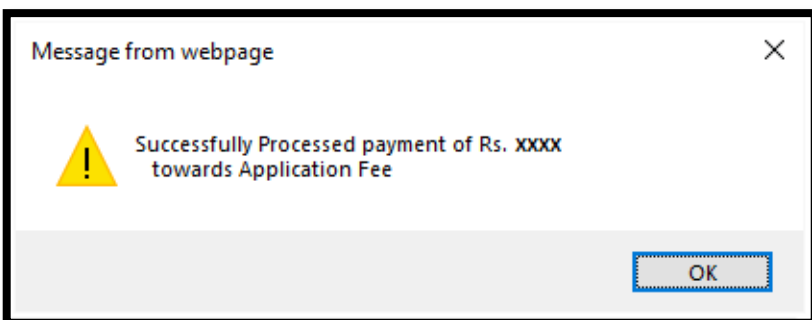 Message from webpage
Successfully Processed payment of Rs. xxxx
towards Application Fee
OK